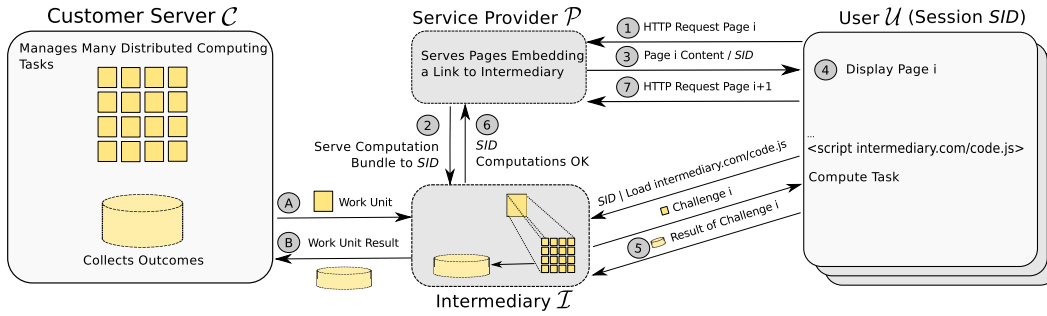 Customer Server C
Manages Many Distributed Computing
Tasks
Collects Outcomes
A
Work Unit
B
Work Unit Result
Service Provider P
Serves Pages Embedding
a Link to Intermediary
2
Serve Computation
Bundle to SID
6
SID
Computations OK
Intermediary I
1
HTTP Request Page i
3
Page i Content / SID
7
HTTP Request Page i+1
SID | Load intermediary.com/code.js
Challenge i
5
Result of Challenge i
User U (Session SID)
4
Display Page i
...
<script intermediary.com/code.js>
Compute Task